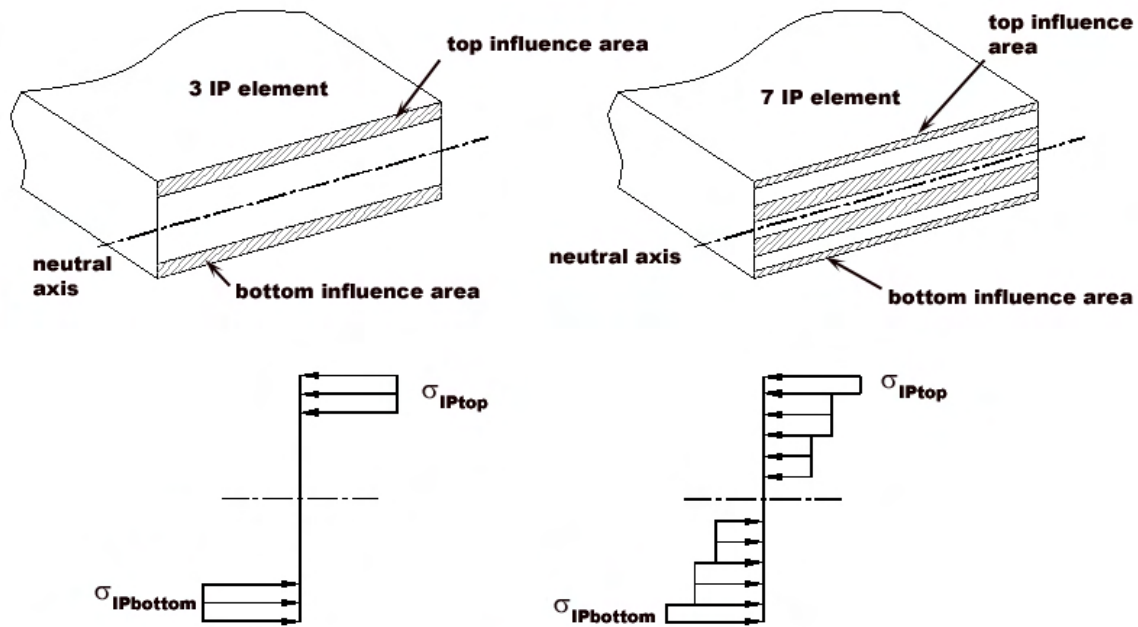 top influence area
3 IP element
neutral
axis
bottom influence area
top influence
area
7 IP element
neutral axis
bottom influence area
σIPtop
σIPbottom
σIPtop
σIPbottom